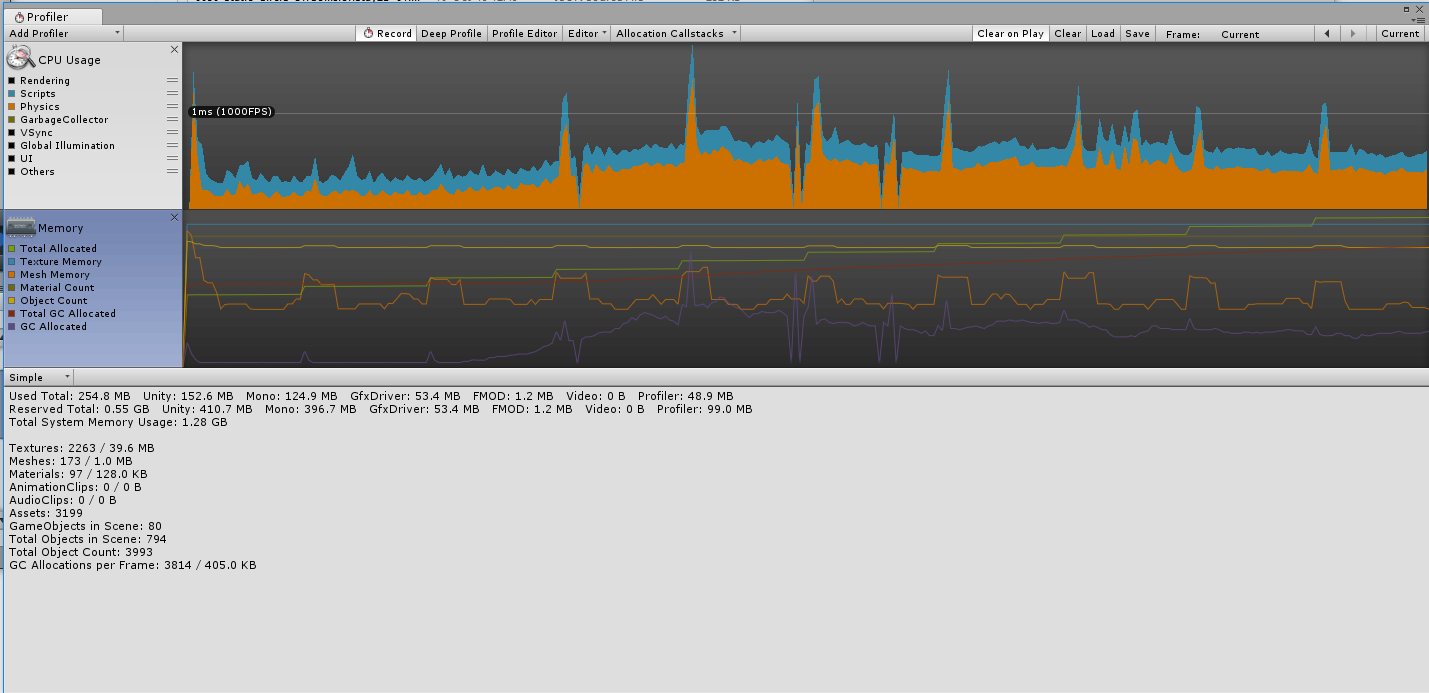 Profiler
Add Profiler Record Deep Profile Profile Editor Editor Allocation Callstacks Clear on Play Clear Load Save Frame: Current Current
CPU Usage
Rendering
Scripts
Physics
GarbageCollector
VSync
Global Illumination
UI
Others
1ms (1000FPS)
Memory
Total Allocated
Texture Memory
Mesh Memory
Material Count
Object Count
Total GC Allocated
GC Allocated
Simple
Used Total: 254.8 MB Unity: 152.6 MB Mono: 124.9 MB GfxDriver: 53.4 MB FMOD: 1.2 MB Video: 0 B Profiler: 48.9 MB
Reserved Total: 0.55 GB Unity: 410.7 MB Mono: 396.7 MB GfxDriver: 53.4 MB FMOD: 1.2 MB Video: 0 B Profiler: 99.0 MB
Total System Memory Usage: 1.28 GB
Textures: 2263 / 39.6 MB
Meshes: 173 / 1.0 MB
Materials: 97 / 128.0 KB
AnimationClips: 0 / 0 B
AudioClips: 0 / 0 B
Assets: 3199
GameObjects in Scene: 80
Total Objects in Scene: 794
Total Object Count: 3993
GC Allocations per Frame: 3814 / 405.0 KB